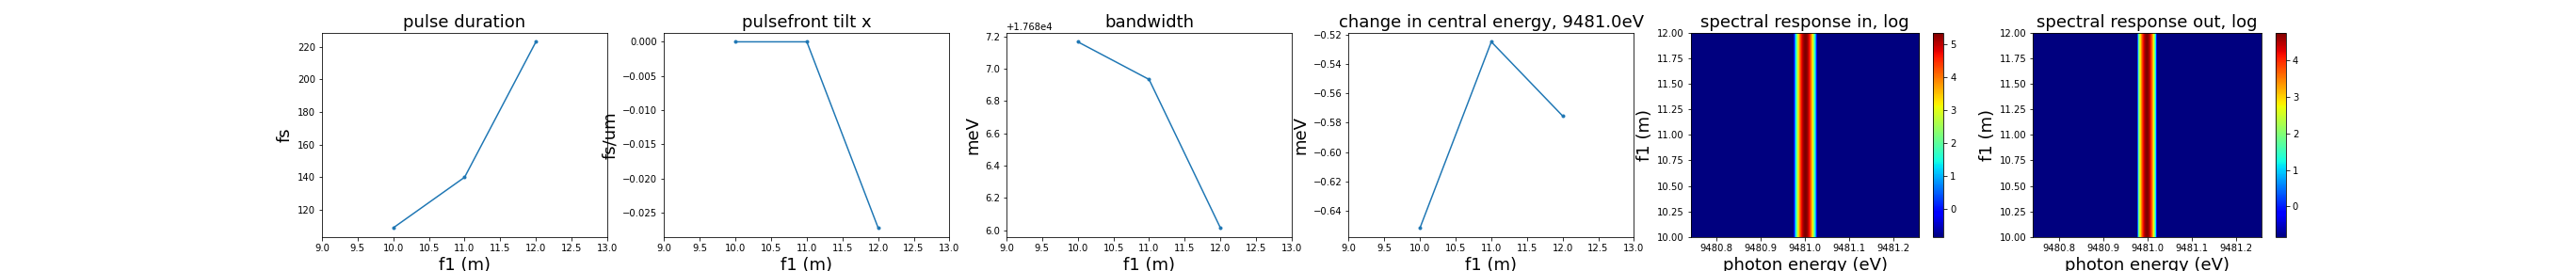 pulse duration
fs
220
200
180
160
140
120
9.0 9.5 10.0 10.5 11.0 11.5 12.0 12.5 13.0
f1 (m)
pulsefront tilt x
fs/um
0.000
−0.005
−0.010
−0.015
−0.020
−0.025
9.0 9.5 10.0 10.5 11.0 11.5 12.0 12.5 13.0
f1 (m)
bandwidth
+1.768e4
meV
7.2
7.0
6.8
6.6
6.4
6.2
6.0
9.0 9.5 10.0 10.5 11.0 11.5 12.0 12.5 13.0
f1 (m)
change in central energy, 9481.0eV
meV
−0.52
−0.54
−0.56
−0.58
−0.60
−0.62
−0.64
9.0 9.5 10.0 10.5 11.0 11.5 12.0 12.5 13.0
f1 (m)
spectral response in, log
f1 (m)
12.00
11.75
11.50
11.25
11.00
10.75
10.50
10.25
10.00
9480.8 9480.9 9481.0 9481.1 9481.2
photon energy (eV)
5
4
3
2
1
0
spectral response out, log
f1 (m)
12.00
11.75
11.50
11.25
11.00
10.75
10.50
10.25
10.00
9480.8 9480.9 9481.0 9481.1 9481.2
photon energy (eV)
4
3
2
1
0